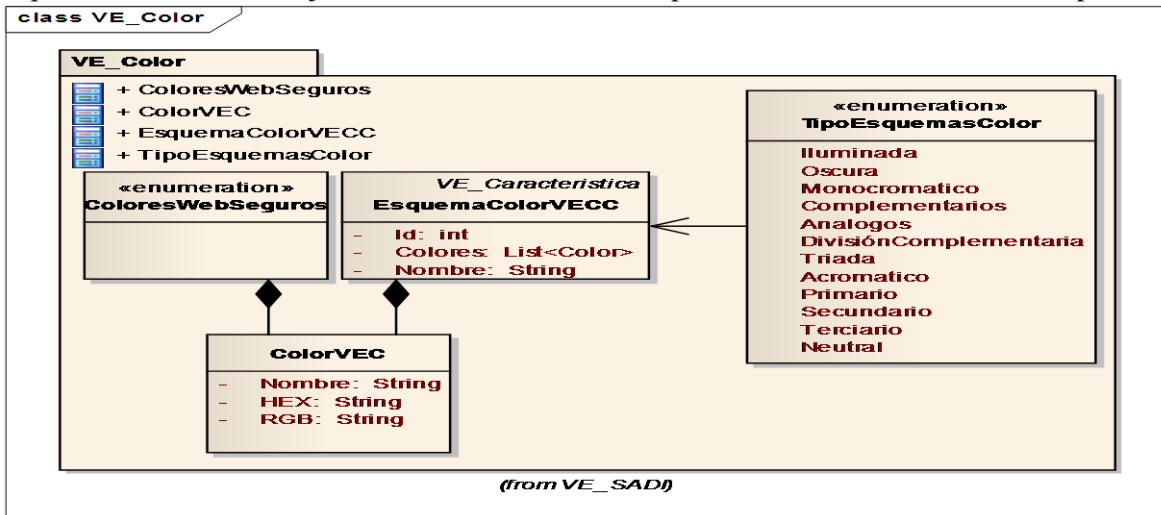 class VE_Color
VE_Color
+ ColoresWebSeguros
+ ColorVEC
+ EsquemaColorVECC
+ TipoEsquemasColor
«enumeration»
ColoresWebSeguros
VE_Caracteristica
EsquemaColorVECC
- Id: int
- Colores: List<Color>
- Nombre: String
«enumeration»
TipoEsquemasColor
Iluminada
Oscura
Monocromatico
Complementarios
Analogos
DivisiónComplementaria
Triada
Acromatico
Primario
Secundario
Terciario
Neutral
ColorVEC
- Nombre: String
- HEX: String
- RGB: String
(from VE_SADI)